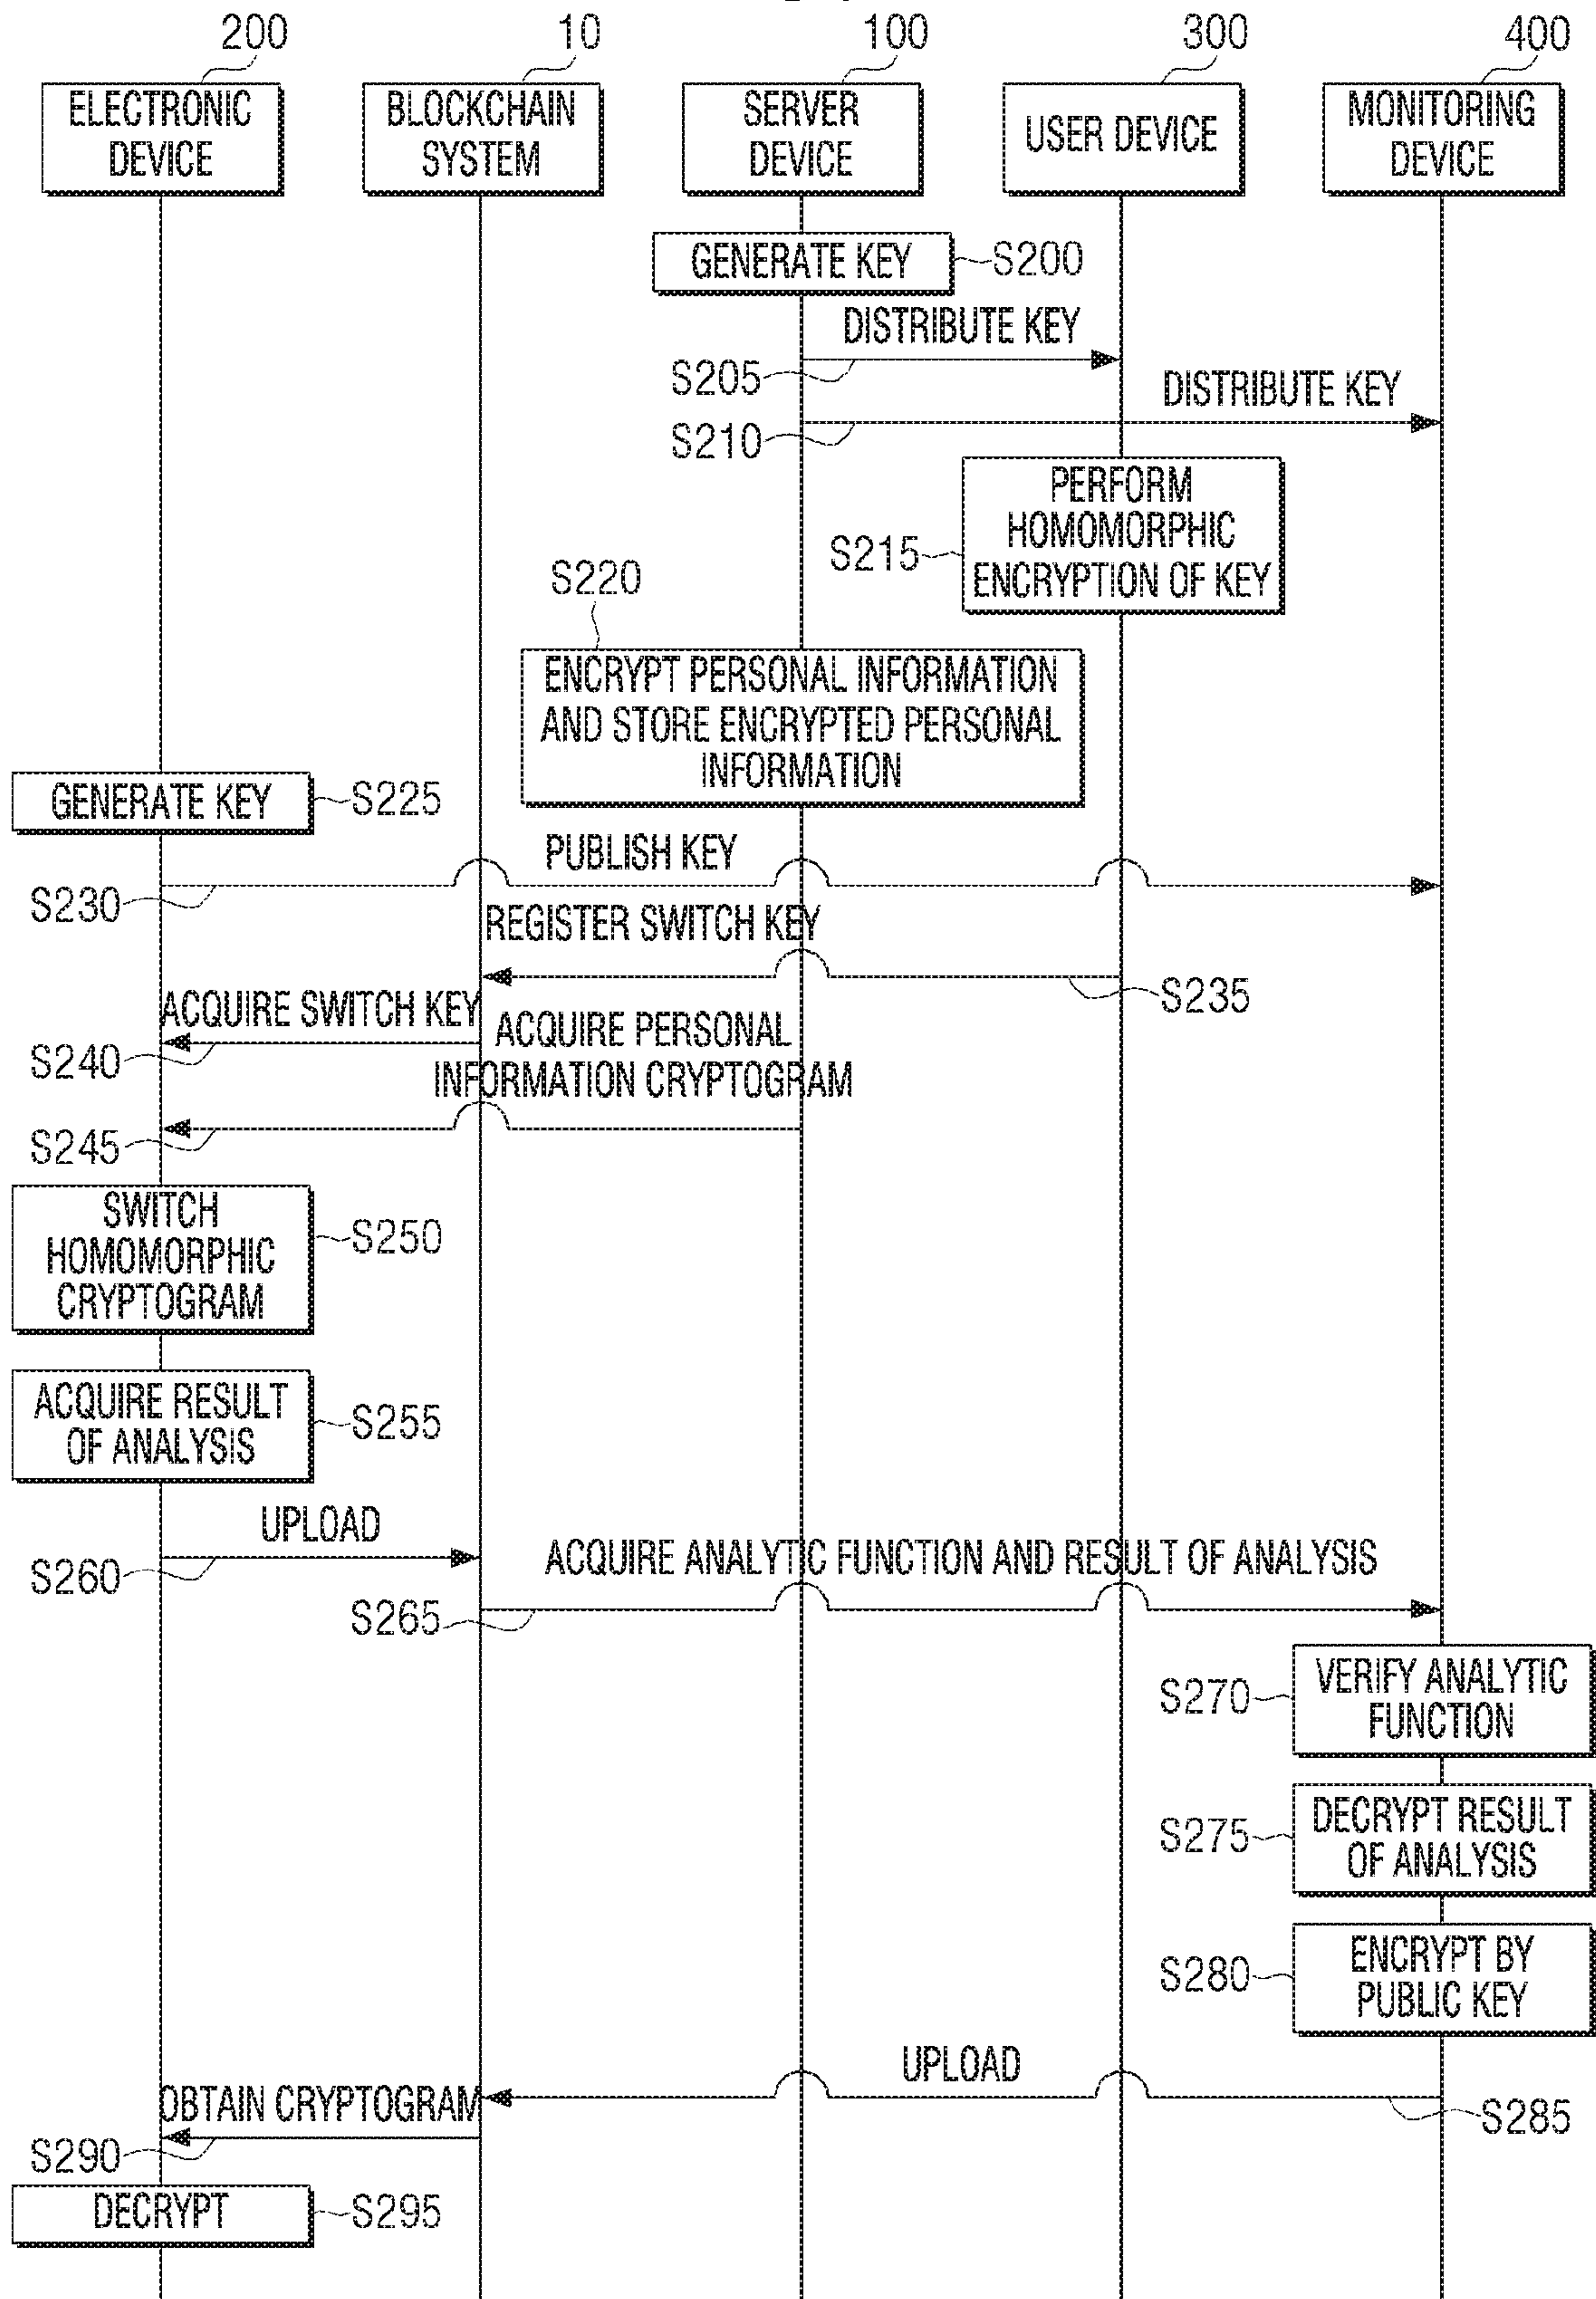 200
10
100
300
400
ELECTRONIC
DEVICE
BLOCKCHAIN
SYSTEM
SERVER
DEVICE
USER DEVICE
MONITORING
DEVICE
GENERATE KEY
S200
DISTRIBUTE KEY
S205
DISTRIBUTE KEY
S210
PERFORM
HOMOMORPHIC
ENCRYPTION OF KEY
S215
S220
ENCRYPT PERSONAL INFORMATION
AND STORE ENCRYPTED PERSONAL
INFORMATION
GENERATE KEY
S225
PUBLISH KEY
S230
REGISTER SWITCH KEY
S235
ACQUIRE SWITCH KEY
S240
ACQUIRE PERSONAL
INFORMATION CRYPTOGRAM
S245
SWITCH
HOMOMORPHIC
CRYPTOGRAM
S250
ACQUIRE RESULT
OF ANALYSIS
S255
UPLOAD
S260
ACQUIRE ANALYTIC FUNCTION AND RESULT OF ANALYSIS
S265
VERIFY ANALYTIC
FUNCTION
S270
DECRYPT RESULT
OF ANALYSIS
S275
ENCRYPT BY
PUBLIC KEY
S280
UPLOAD
S285
OBTAIN CRYPTOGRAM
S290
DECRYPT
S295